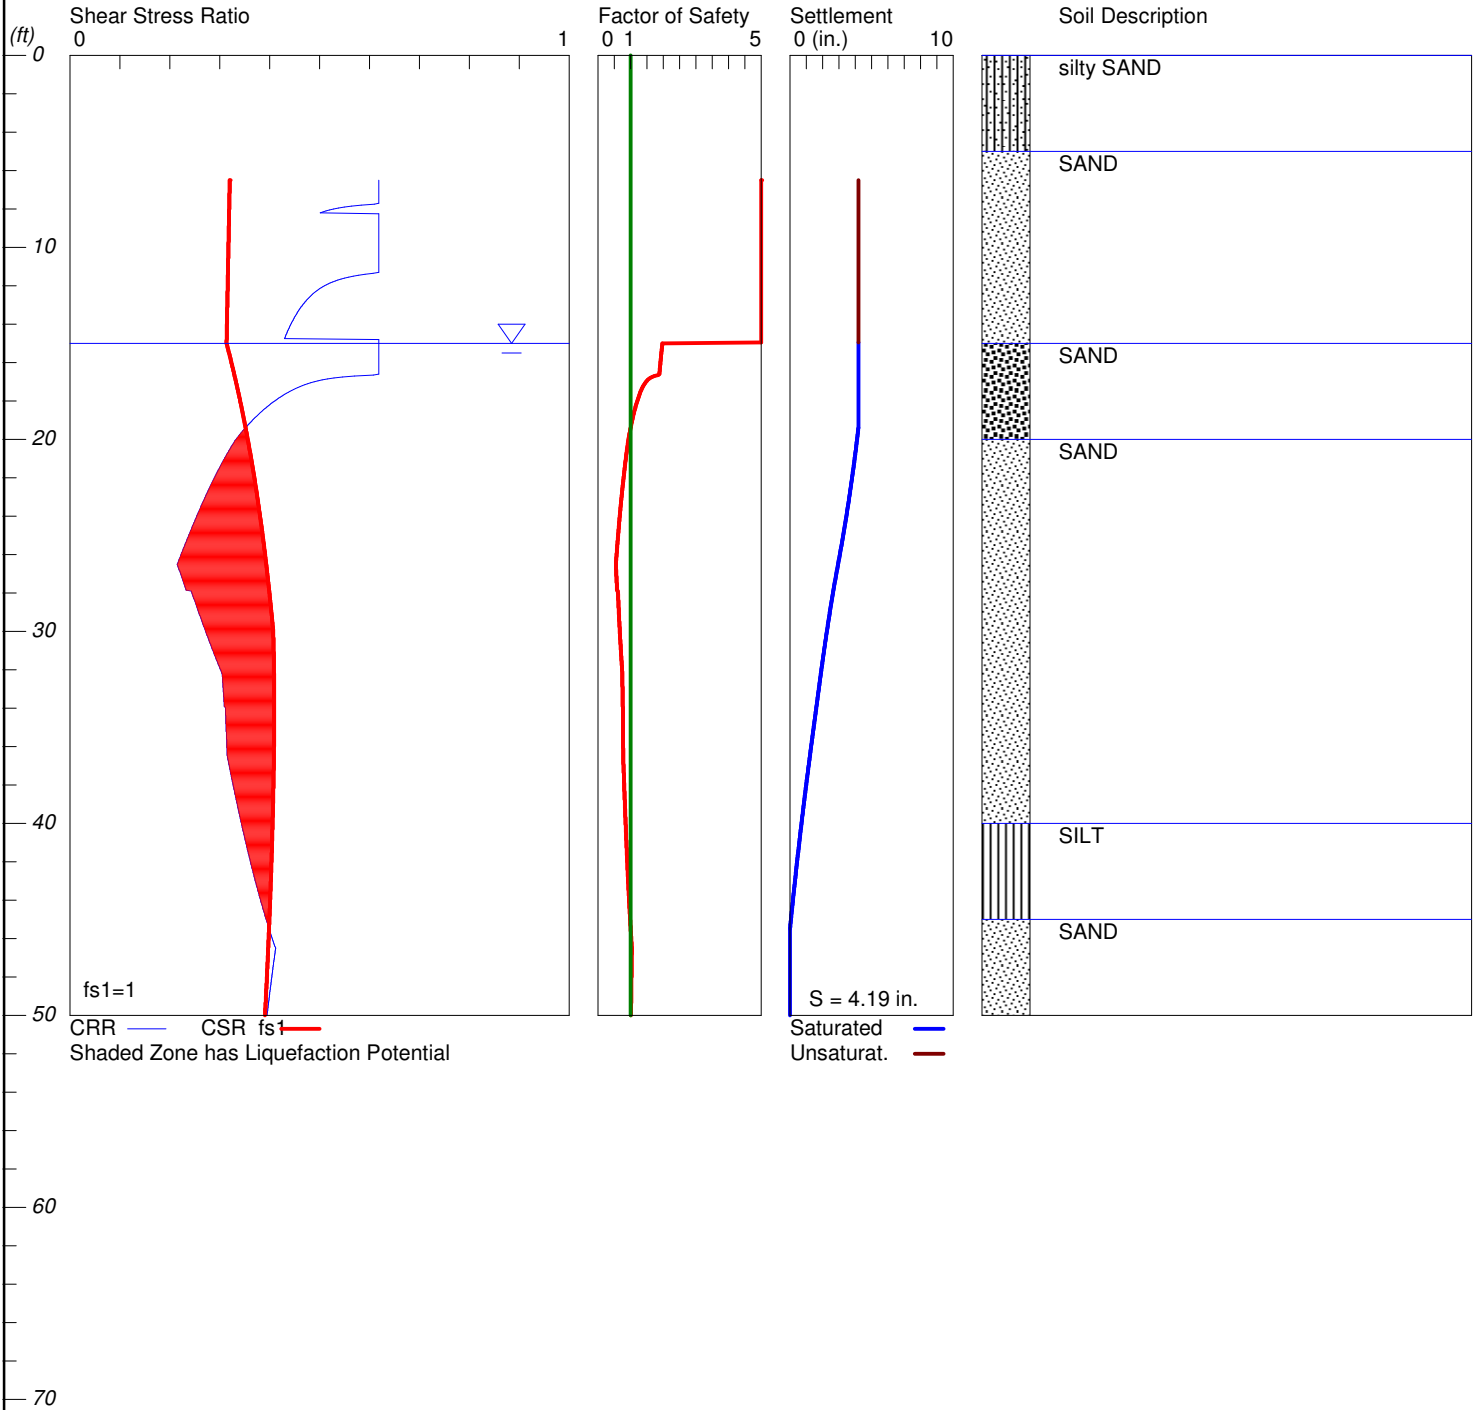 Shear Stress Ratio Factor of Safety Settlement Soil Description
(ft) 0 1 0 1 5 0 (in.) 10
0
silty SAND
SAND
10
SAND
20
SAND
30
40
SILT
SAND
fs1=1
S = 4.19 in.
50
CRR CSR fs1 Saturated
Shaded Zone has Liquefaction Potential Unsaturat.
60
70